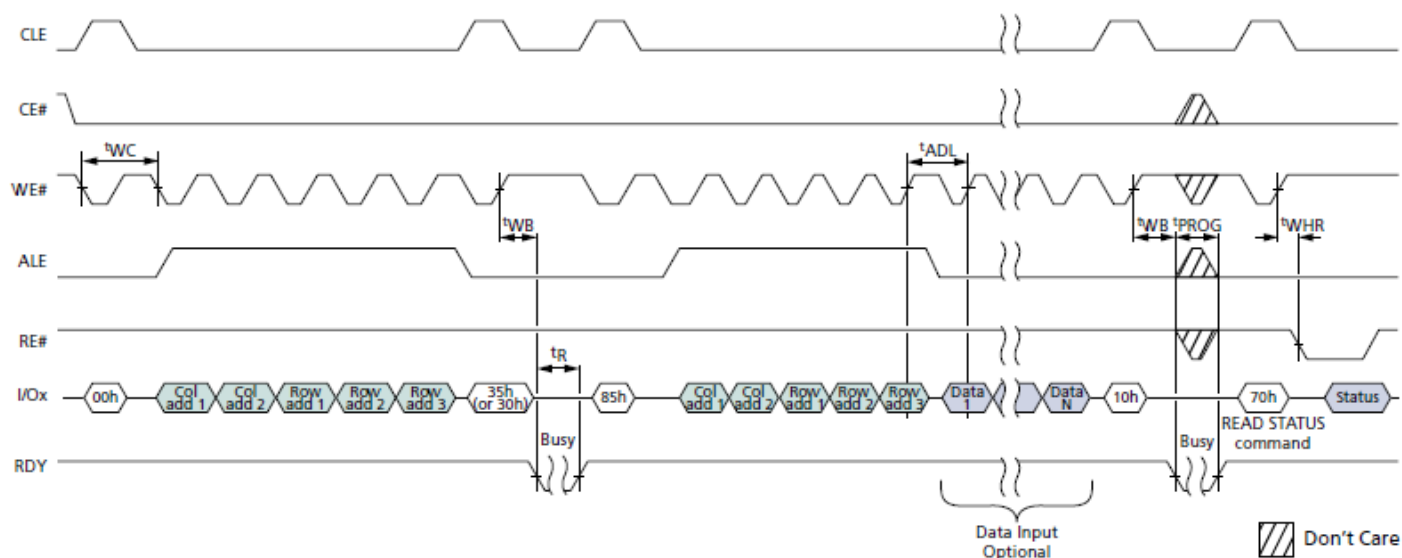 CLE
CE#
tWC
tADL
WE#
tWB
tWB
tPROG
tWHR
ALE
RE#
tR
I/Ox
00h
Col add 1
Col add 2
Row add 1
Row add 2
Row add 3
35h
(or 30h)
85h
Col add 1
Col add 2
Row add 1
Row add 2
Row add 3
Data 1
Data N
10h
70h
Status
READ STATUS
command
Busy
Busy
RDY
Data Input
Optional
Don't Care